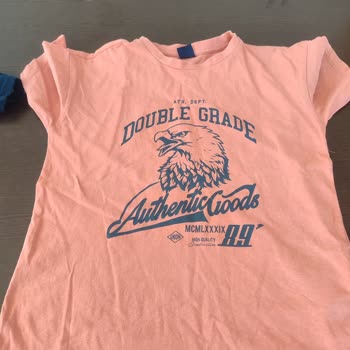 ATH. DEPT.
DOUBLE GRADE
Authentic Goods
MCMLXXXIX
HIGH QUALITY
89'